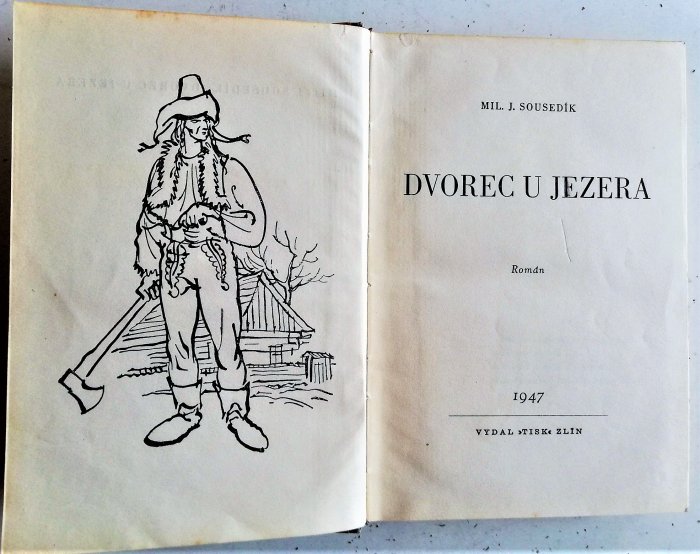 MIL. J. SOUSEDÍK
DVOREC U JEZERA
Román
1947
VYDAL »TISK« ZLÍN